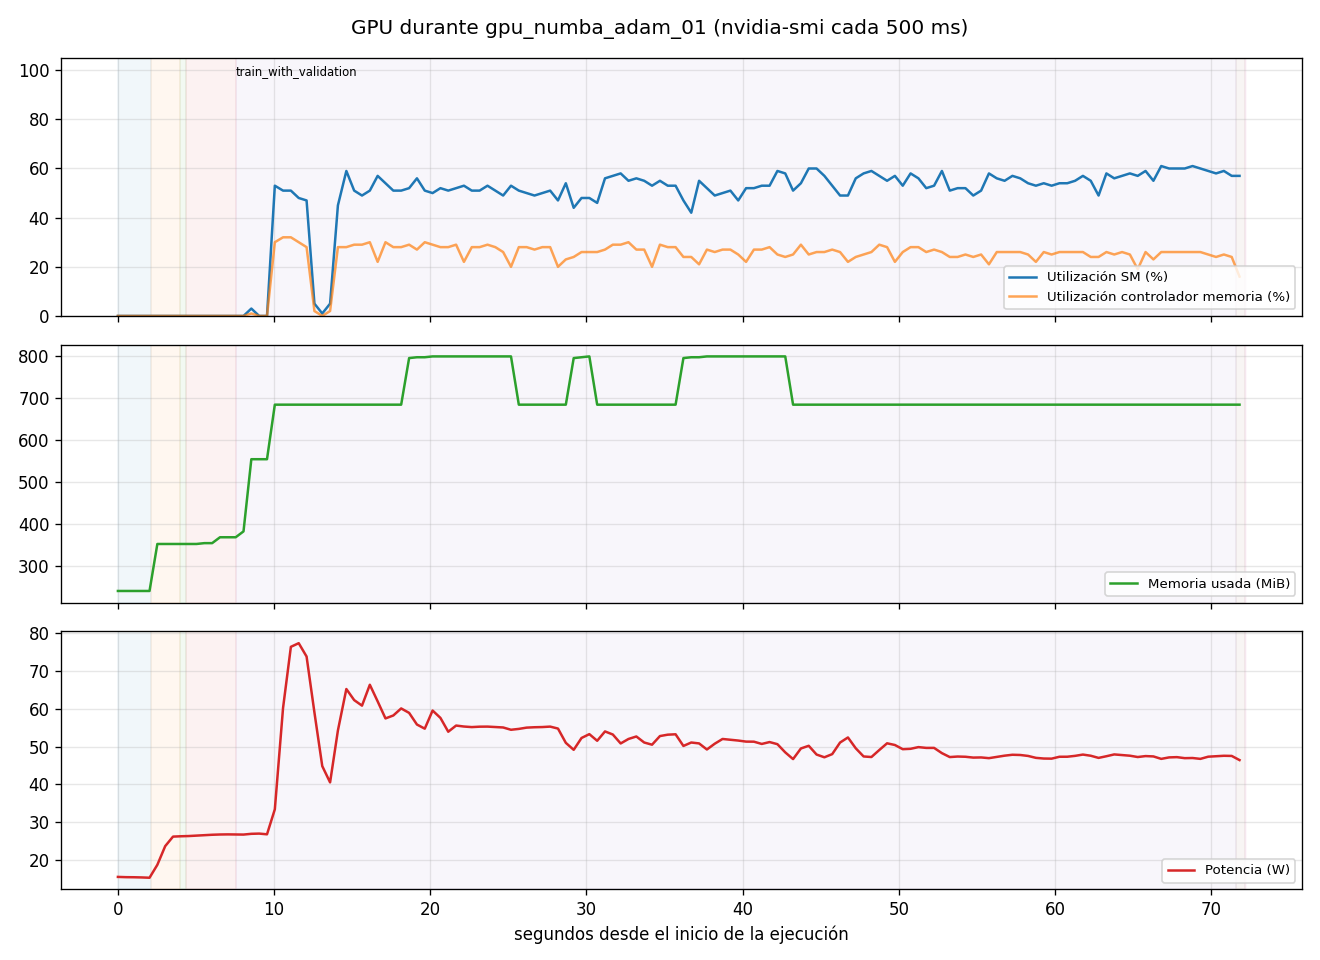 GPU durante gpu_numba_adam_01 (nvidia-smi cada 500 ms)
train_with_validation
100
80
60
40
20
0
Utilización SM (%)
Utilización controlador memoria (%)
800
700
600
500
400
300
Memoria usada (MiB)
80
70
60
50
40
30
20
Potencia (W)
0 10 20 30 40 50 60 70
segundos desde el inicio de la ejecución